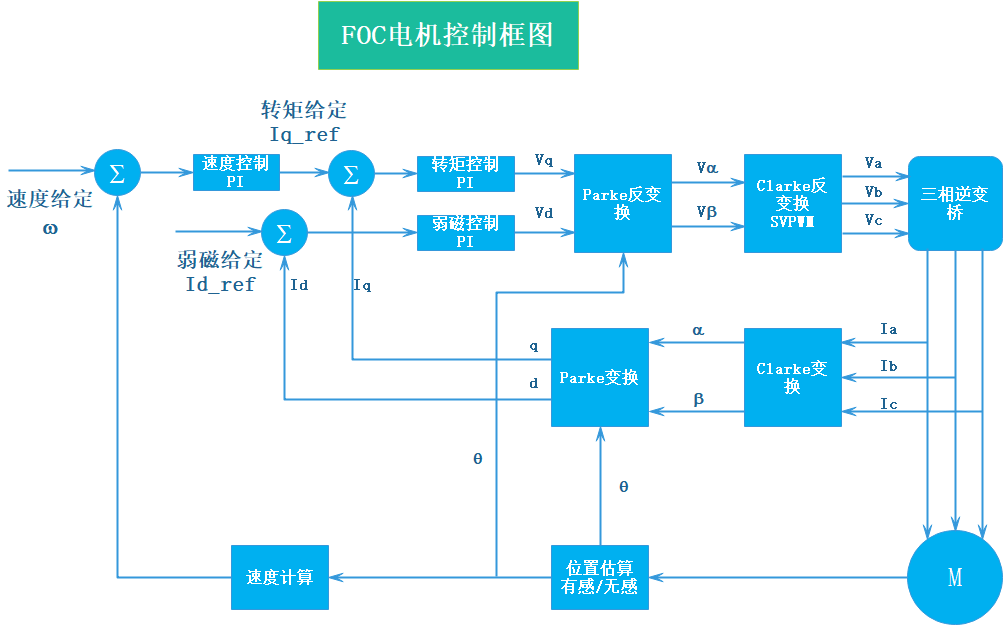 FOC电机控制框图
转矩给定
Iq_ref
Σ
速度控制
PI
Σ
转矩控制
PI
Vq
Parke反变
换
Vα
Clarke反
变换
SVPWM
Va
三相逆变
桥
速度给定
ω
Σ
弱磁控制
PI
Vd
Vβ
Vb
Vc
弱磁给定
Id_ref
Id
Iq
q
d
Parke变换
α
β
Clarke变
换
Ia
Ib
Ic
θ
θ
速度计算
位置估算
有感/无感
M